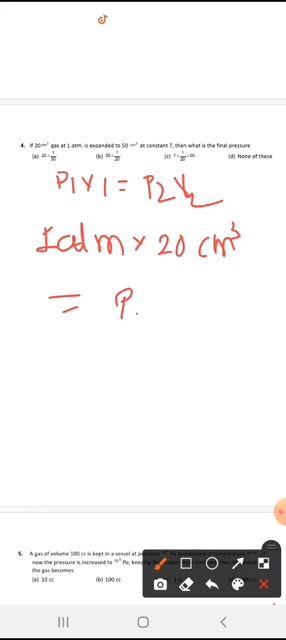 4. If 20 cm³ gas at 1 atm. is expanded to 50 cm³ at constant T, then what is the final pressure
(a) 20 × 1/50 (b) 50 × 1/20 (c) 1 × 1/20 × 50 (d) None of these
P1V1 = P2V2
1atm × 20 cm³
= P.
5. A gas of volume 100 cc is kept in a vessel at pressure
now the pressure is increased to Pa, keeping
the gas becomes
(a) 10 cc (b) 100 cc